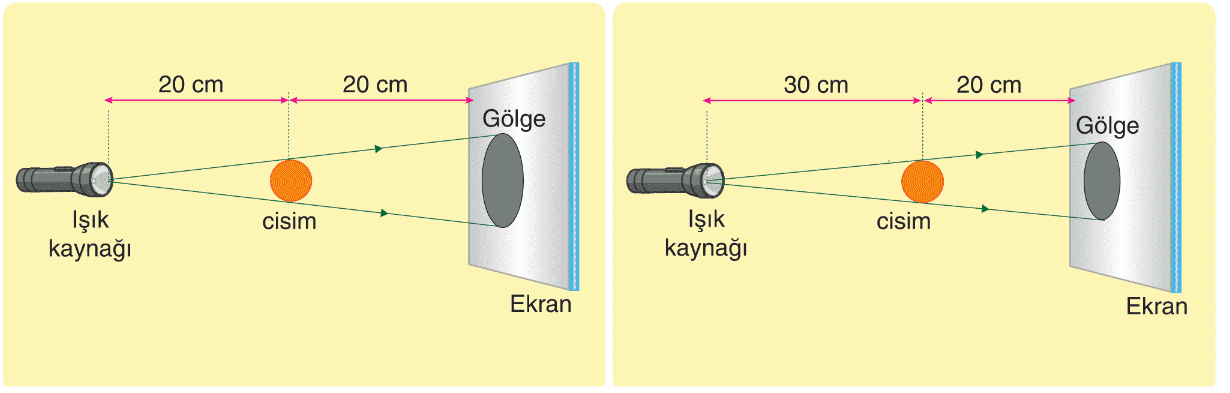 20 cm
20 cm
Gölge
Işık
kaynağı
cisim
Ekran
30 cm
20 cm
Gölge
Işık
kaynağı
cisim
Ekran